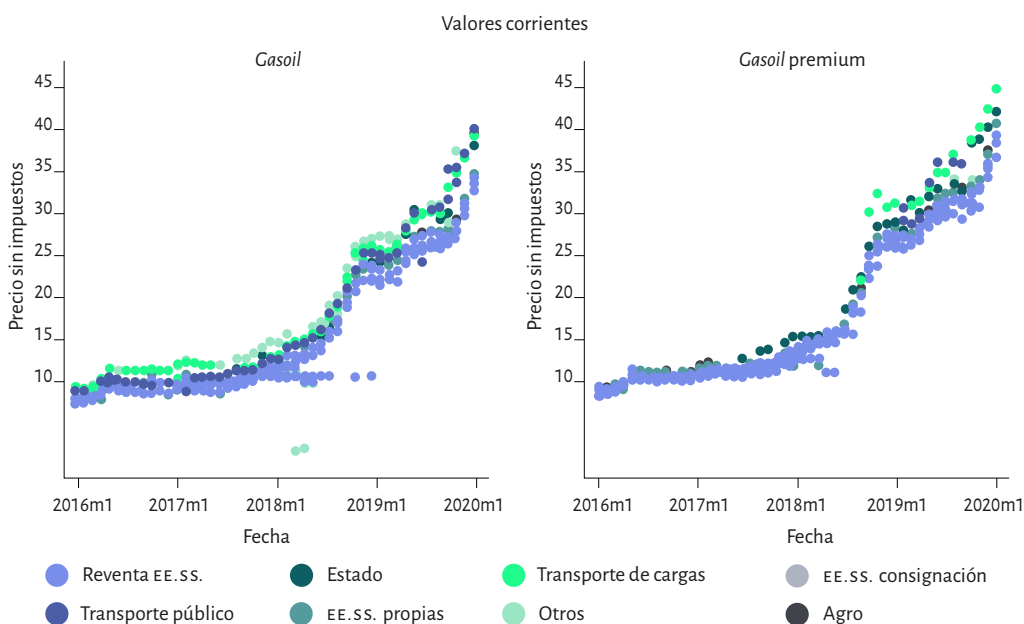 Valores corrientes
Gasoil
Gasoil premium
Precio sin impuestos
45
40
35
30
25
20
15
10
2016m1 2017m1 2018m1 2019m1 2020m1
Fecha
Precio sin impuestos
45
40
35
30
25
20
15
10
2016m1 2017m1 2018m1 2019m1 2020m1
Fecha
Reventa EE.SS. Estado Transporte de cargas EE.SS. consignación
Transporte público EE.SS. propias Otros Agro